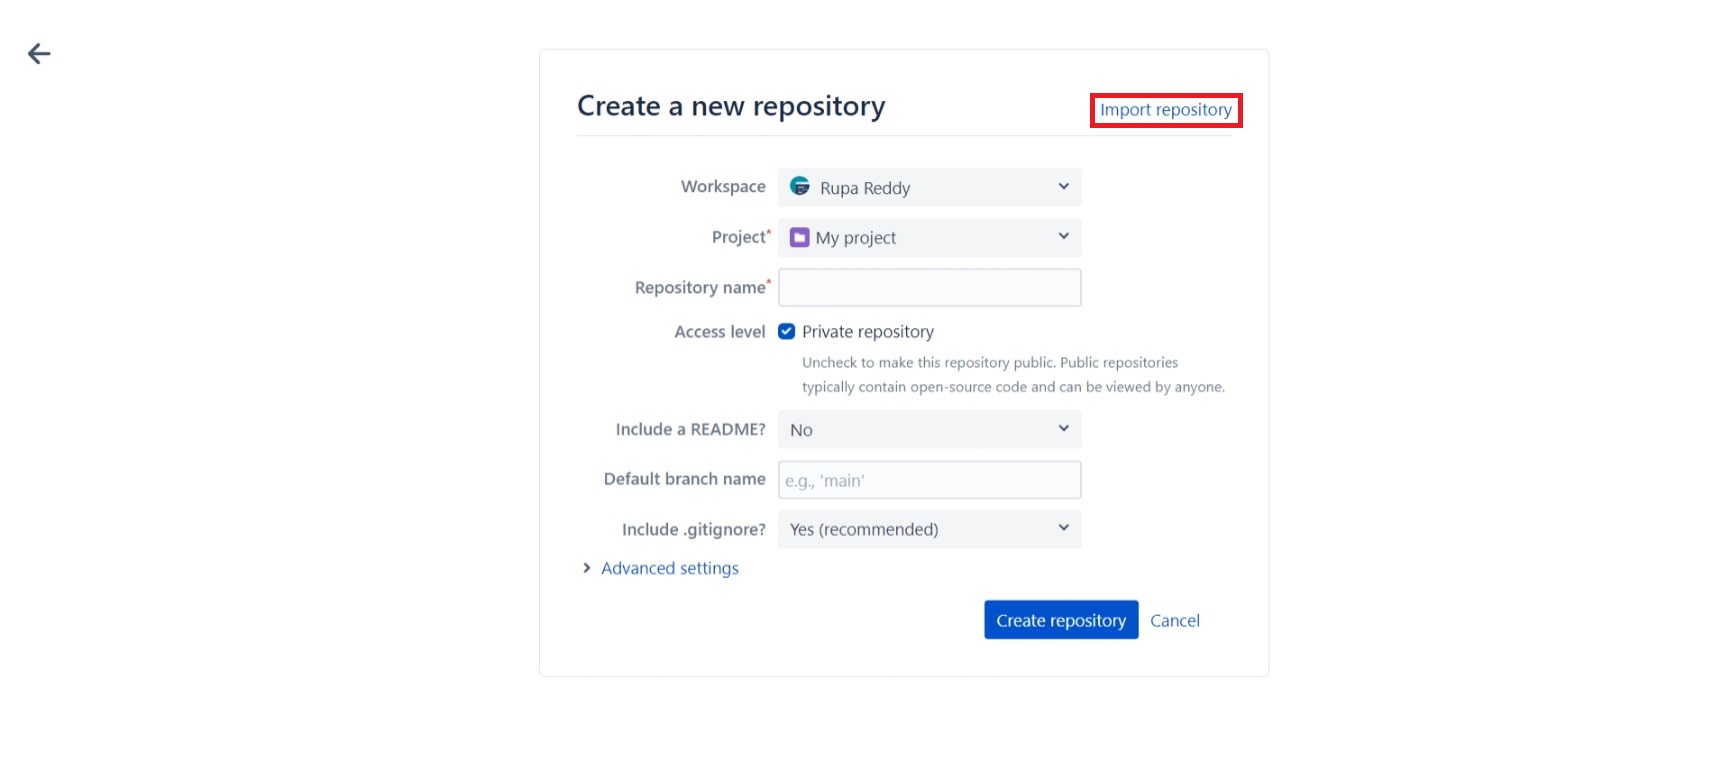 Create a new repository
Import repository
Workspace
Rupa Reddy
Project*
My project
Repository name*
Access level
Private repository
Uncheck to make this repository public. Public repositories
typically contain open-source code and can be viewed by anyone.
Include a README?
No
Default branch name
e.g., 'main'
Include .gitignore?
Yes (recommended)
Advanced settings
Create repository
Cancel